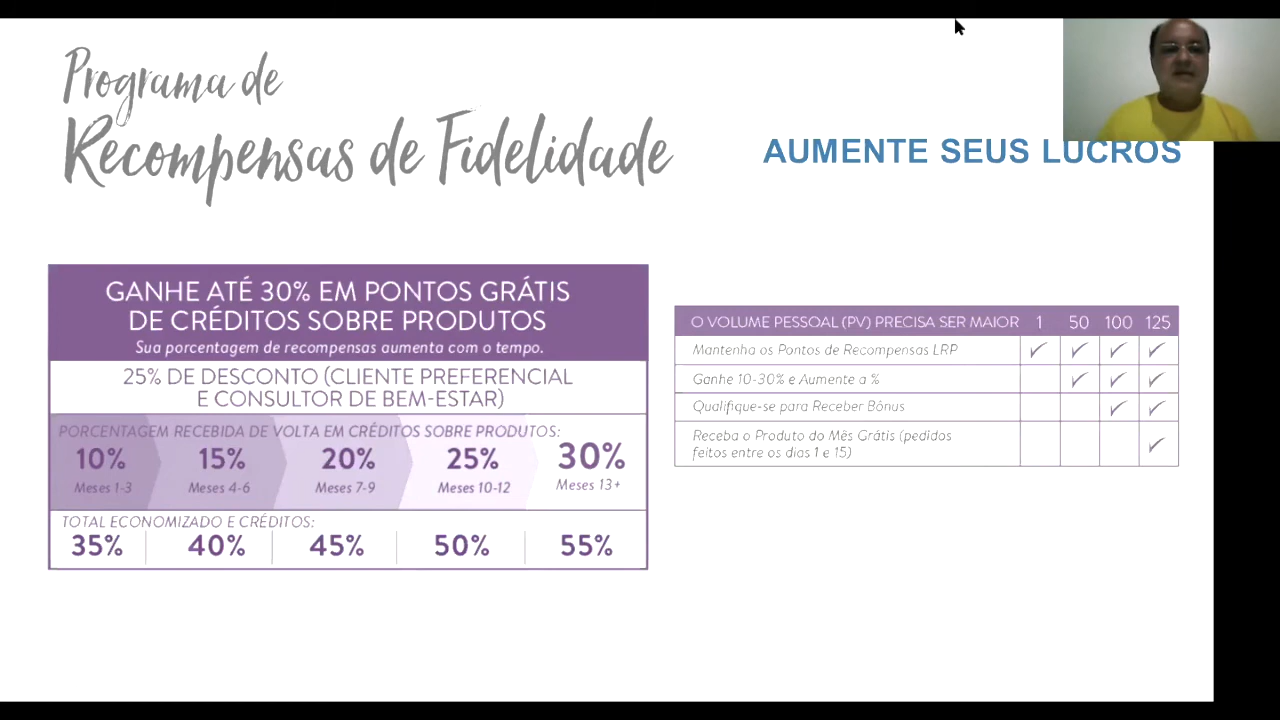 Programa de
Recompensas de Fidelidade
AUMENTE SEUS LUCROS
GANHE ATÉ 30% EM PONTOS GRÁTIS
DE CRÉDITOS SOBRE PRODUTOS
Sua porcentagem de recompensas aumenta com o tempo.
25% DE DESCONTO (CLIENTE PREFERENCIAL
E CONSULTOR DE BEM-ESTAR)
PORCENTAGEM RECEBIDA DE VOLTA EM CRÉDITOS SOBRE PRODUTOS:
10% 15% 20% 25% 30%
Meses 1-3 Meses 4-6 Meses 7-9 Meses 10-12 Meses 13+
TOTAL ECONOMIZADO E CRÉDITOS:
35% 40% 45% 50% 55%
O VOLUME PESSOAL (PV) PRECISA SER MAIOR 1 50 100 125
Mantenha os Pontos de Recompensas LRP ✓ ✓ ✓ ✓
Ganhe 10-30% e Aumente a % ✓ ✓ ✓
Qualifique-se para Receber Bônus ✓ ✓
Receba o Produto do Mês Grátis (pedidos
feitos entre os dias 1 e 15) ✓